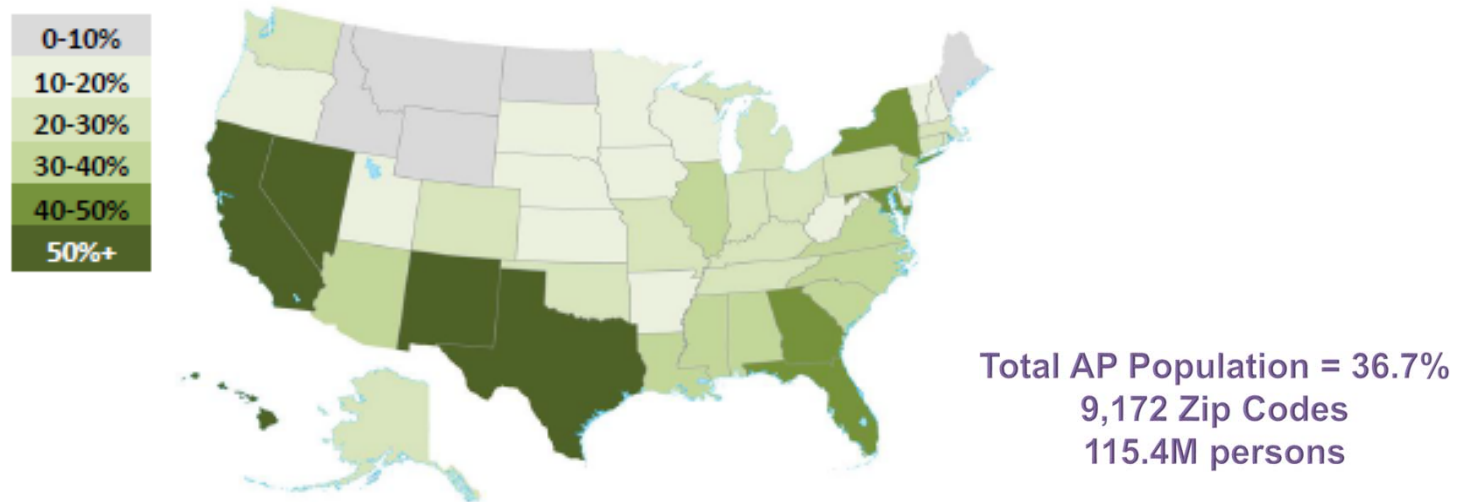 0-10%
10-20%
20-30%
30-40%
40-50%
50%+
Total AP Population = 36.7%
9,172 Zip Codes
115.4M persons